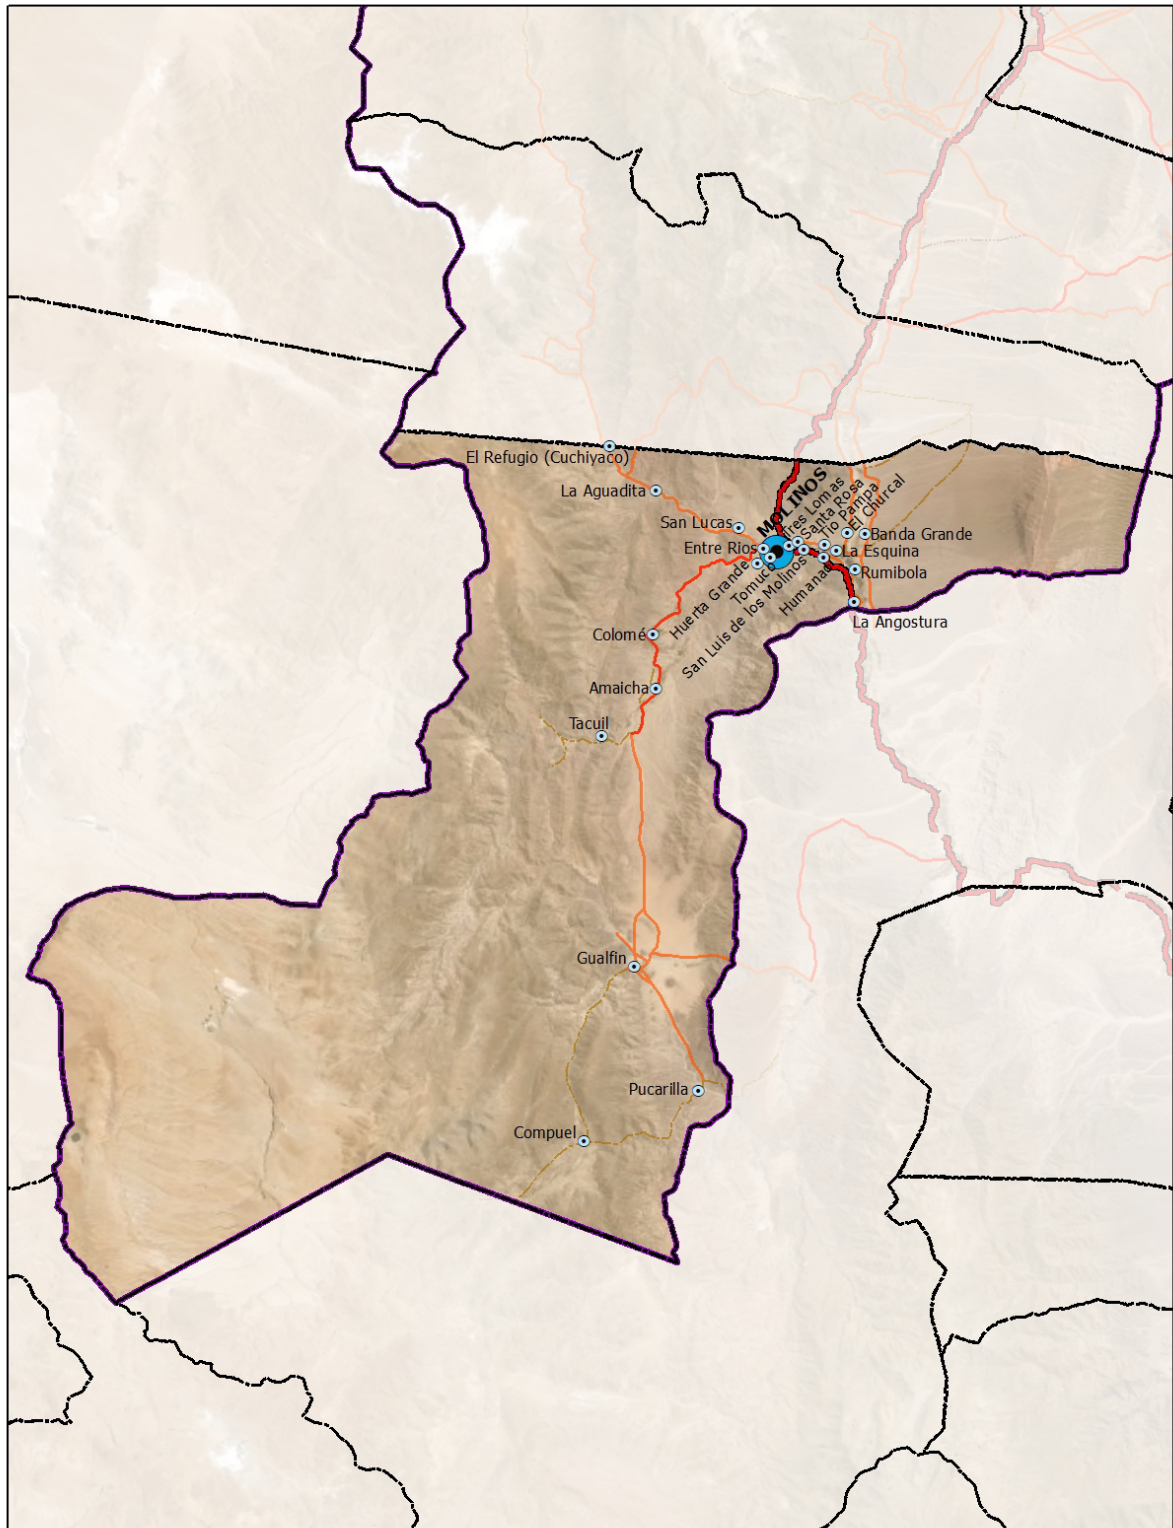 El Refugio (Cuchiyaco)
La Aguadita
San Lucas
MOLINOS
Tres Lomas
Santa Rosa
Tio Pampa
El Churcal
Banda Grande
Entre Rios
La Esquina
Rumibola
Huerta Grande
Tomuco
San Luis de los Molinos
Humanao
La Angostura
Colomé
Amaicha
Tacuil
Gualfin
Pucarilla
Compuel